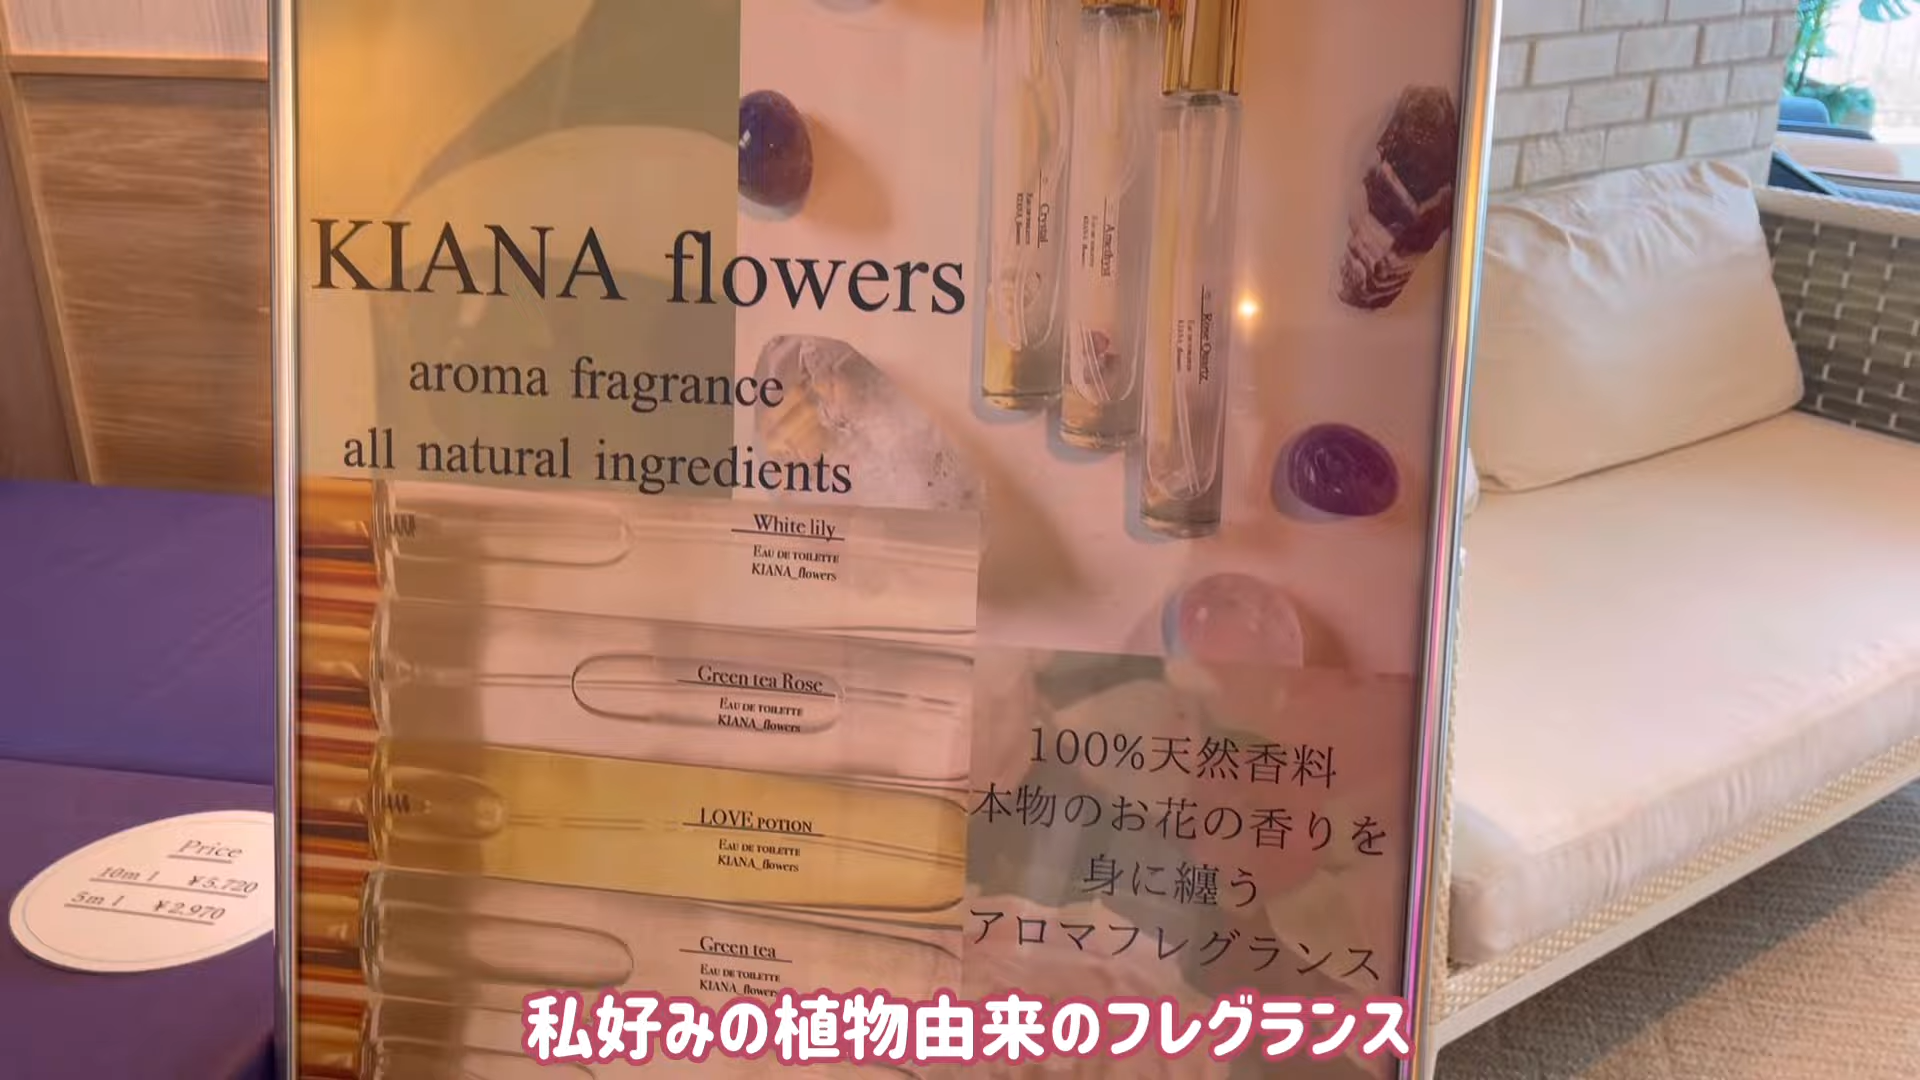 KIANA flowers
aroma fragrance
all natural ingredients
Crystal
Amethyst
Rose Quartz
White lily
EAU DE TOILETTE
KIANA_flowers
Green tea Rose
EAU DE TOILETTE
KIANA_flowers
LOVE POTION
EAU DE TOILETTE
KIANA_flowers
Green tea
EAU DE TOILETTE
KIANA_flowers
100%天然香料
本物のお花の香りを
身に纏う
アロマフレグランス
Price
10ml ¥5.720
5ml ¥2.970
私好みの植物由来のフレグランス